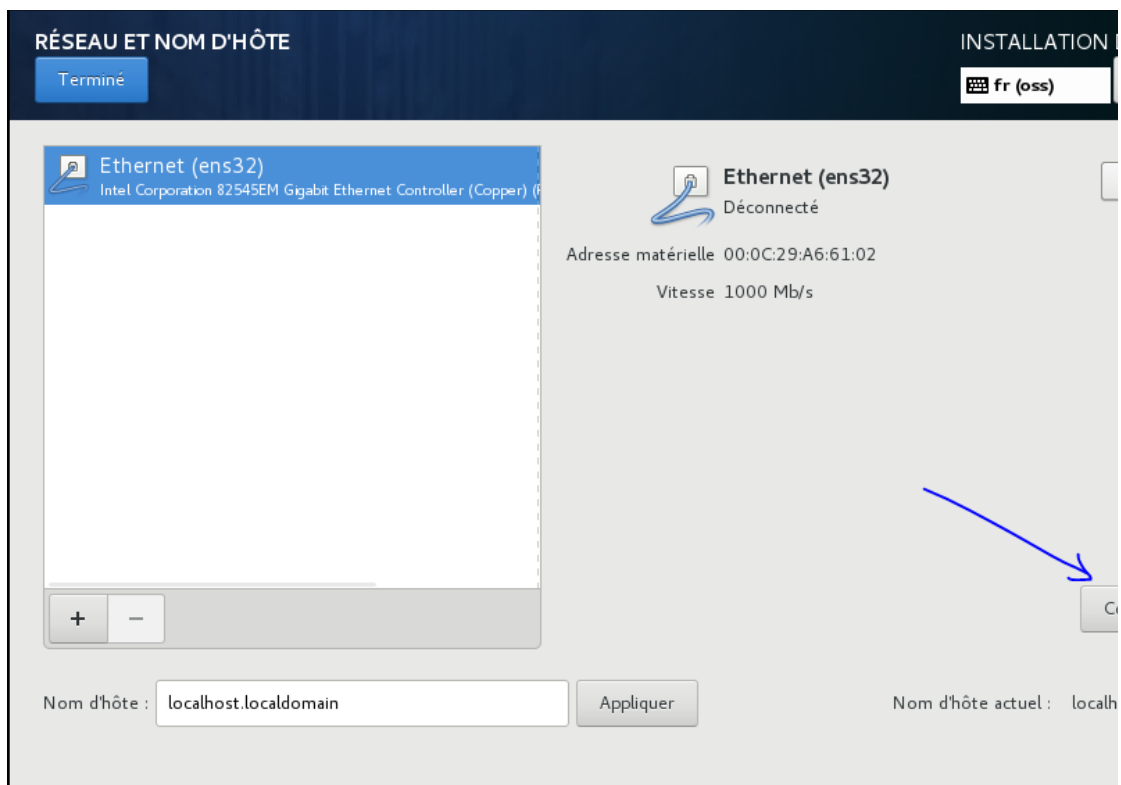 RÉSEAU ET NOM D'HÔTE
INSTALLATION
Terminé
fr (oss)
Ethernet (ens32)
Intel Corporation 82545EM Gigabit Ethernet Controller (Copper) (
Ethernet (ens32)
Déconnecté
Adresse matérielle 00:0C:29:A6:61:02
Vitesse 1000 Mb/s
+ −
Nom d'hôte : localhost.localdomain
Appliquer
Nom d'hôte actuel : localh